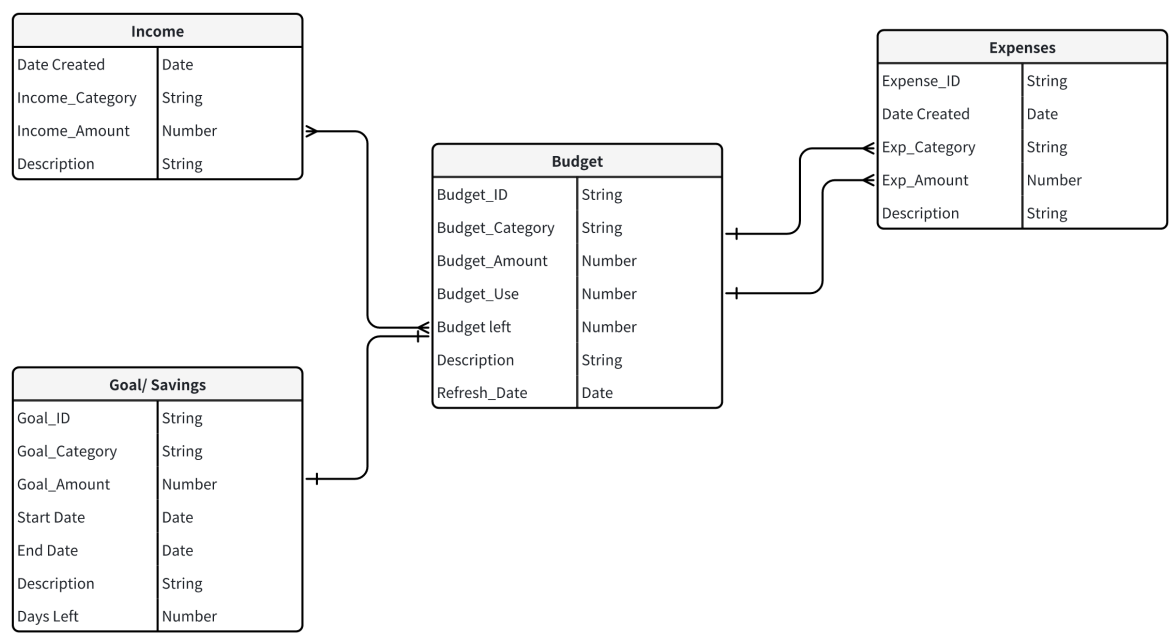 Income
Date Created Date
Income_Category String
Income_Amount Number
Description String
Budget
Budget_ID String
Budget_Category String
Budget_Amount Number
Budget_Use Number
Budget left Number
Description String
Refresh_Date Date
Expenses
Expense_ID String
Date Created Date
Exp_Category String
Exp_Amount Number
Description String
Goal/ Savings
Goal_ID String
Goal_Category String
Goal_Amount Number
Start Date Date
End Date Date
Description String
Days Left Number